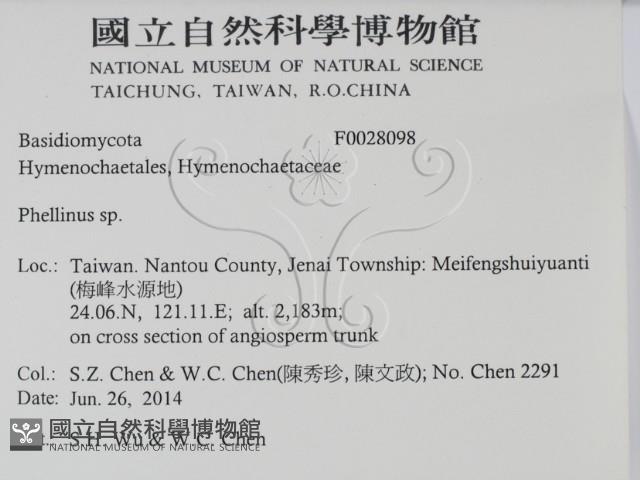 國立自然科學博物館
NATIONAL MUSEUM OF NATURAL SCIENCE
TAICHUNG, TAIWAN, R.O.CHINA
Basidiomycota F0028098
Hymenochaetales, Hymenochaetaceae
Phellinus sp.
Loc.: Taiwan. Nantou County, Jenai Township: Meifengshuiyuanti
(梅峰水源地)
24.06.N, 121.11.E; alt. 2,183m;
on cross section of angiosperm trunk
Col.: S.Z. Chen & W.C. Chen(陳秀珍, 陳文政); No. Chen 2291
Date: Jun. 26, 2014
S.H. Wu & W.C. Chen
國立自然科學博物館
NATIONAL MUSEUM OF NATURAL SCIENCE